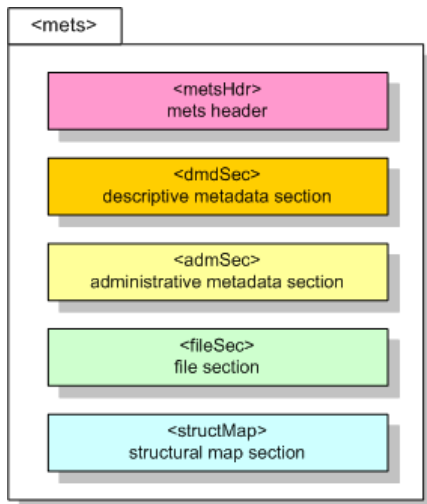 <mets>
<metsHdr>
mets header
<dmdSec>
descriptive metadata section
<admSec>
administrative metadata section
<fileSec>
file section
<structMap>
structural map section